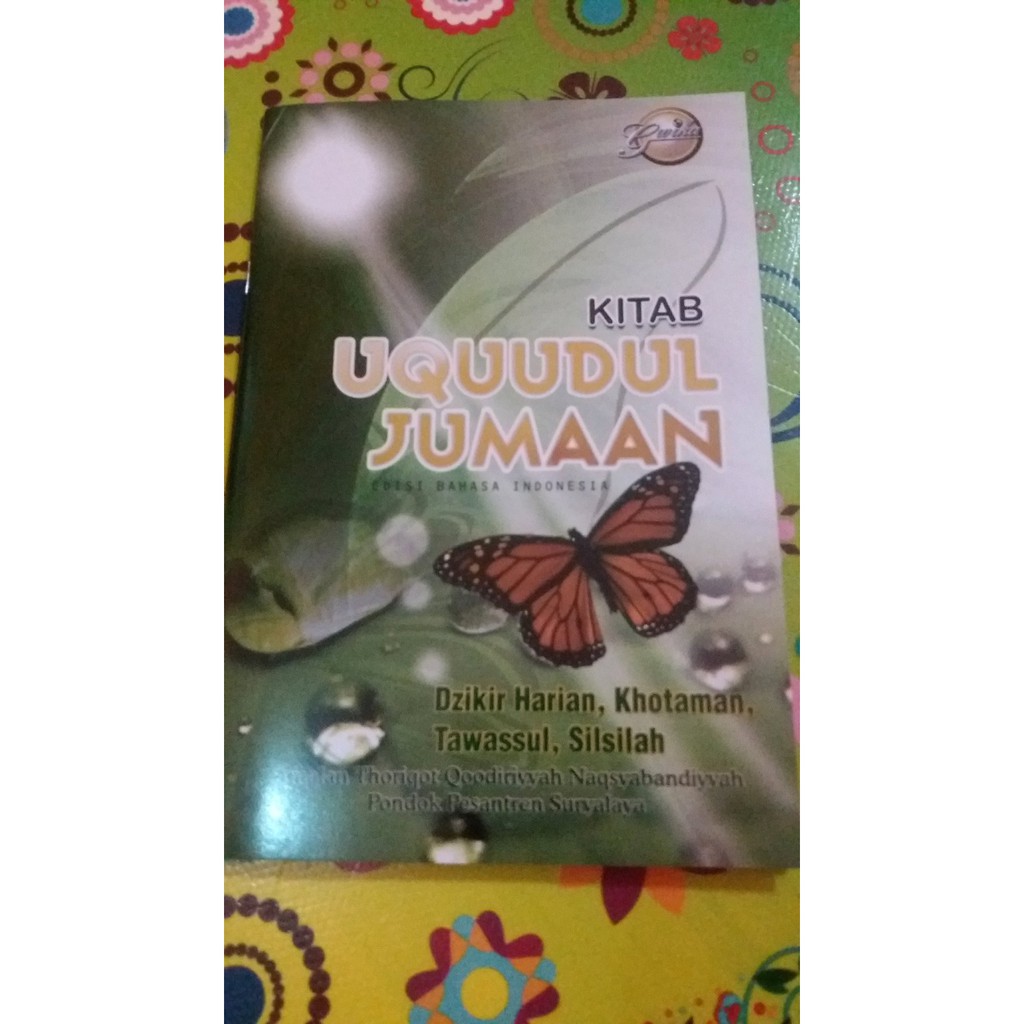 KITAB
UQUUDUL
JUMAAN
EDISI BAHASA INDONESIA
Dzikir Harian, Khotaman,
Tawassul, Silsilah
Thoriqot Qoodiriyyah Naqsyabandiyyah
Pondok Pesantren Suryalaya